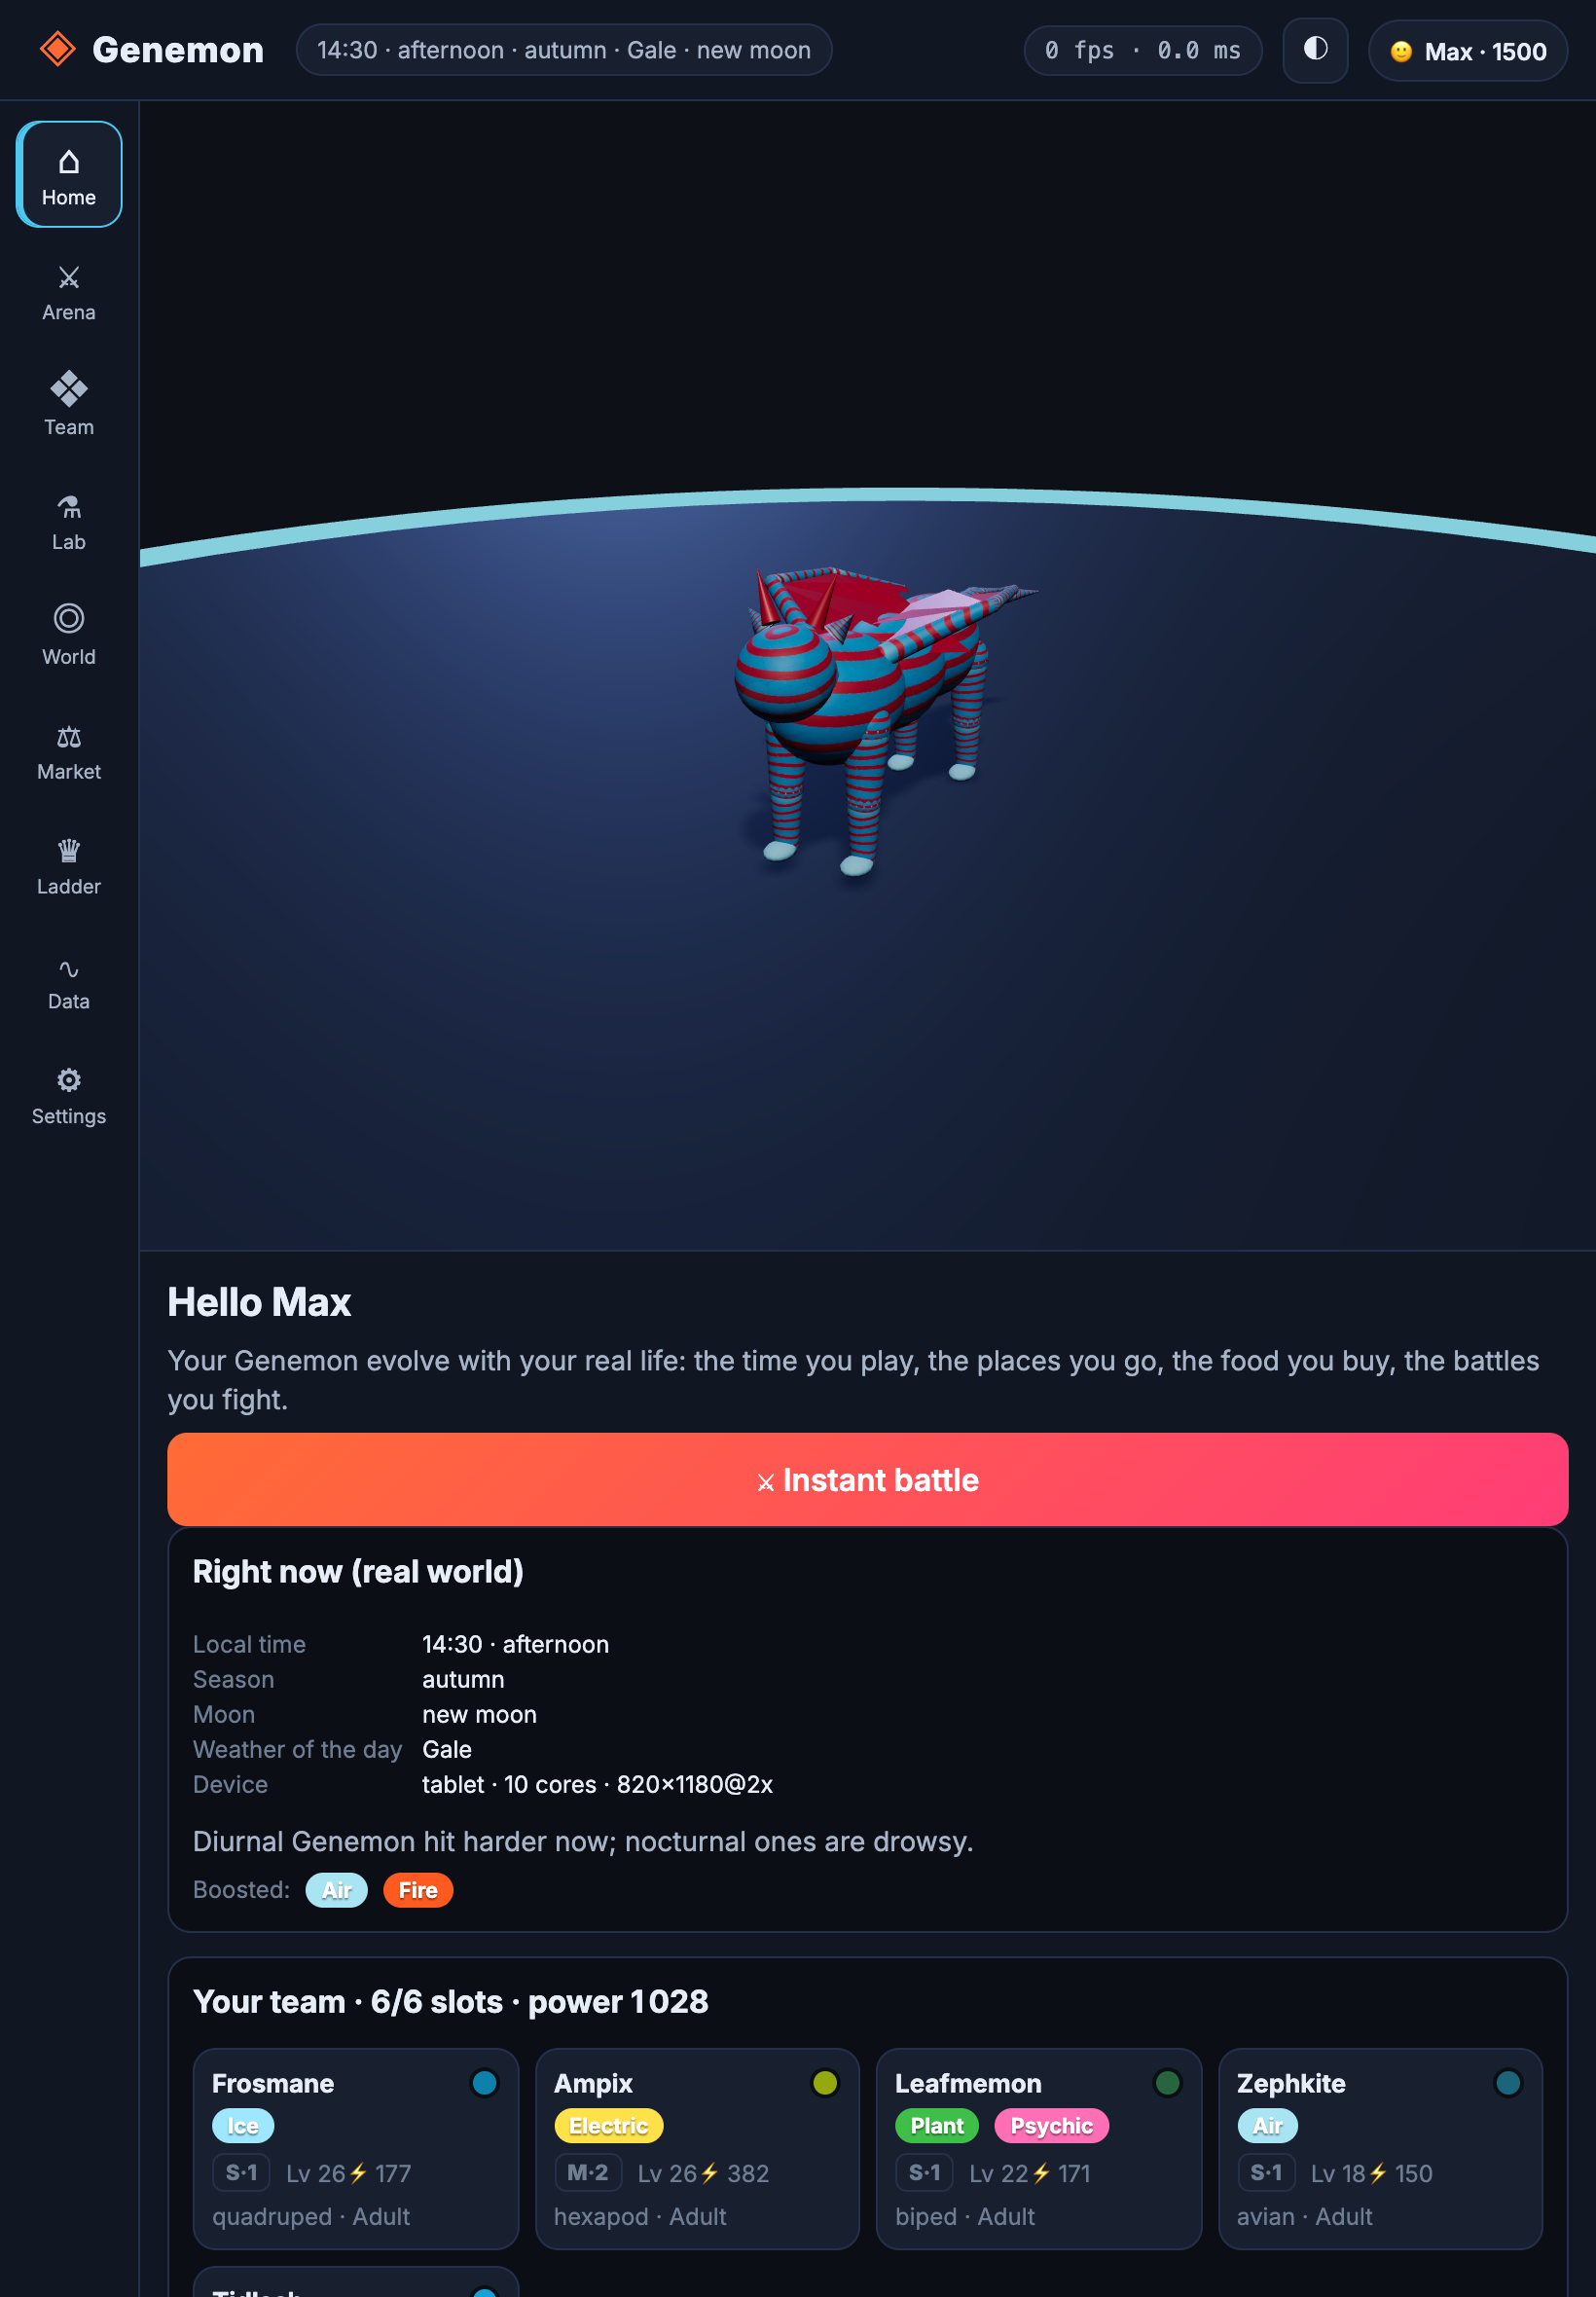 Genemon
14:30 · afternoon · autumn · Gale · new moon
0 fps · 0.0 ms
Max · 1500
Home
Arena
Team
Lab
World
Market
Ladder
Data
Settings
Hello Max
Your Genemon evolve with your real life: the time you play, the places you go, the food you buy, the battles
you fight.
Instant battle
Right now (real world)
Local time 14:30 · afternoon
Season autumn
Moon new moon
Weather of the day Gale
Device tablet · 10 cores · 820×1180@2x
Diurnal Genemon hit harder now; nocturnal ones are drowsy.
Boosted: Air Fire
Your team · 6/6 slots · power 1028
Frosmane
Ice
S·1 Lv 26⚡ 177
quadruped · Adult
Ampix
Electric
M·2 Lv 26⚡ 382
hexapod · Adult
Leafmemon
Plant Psychic
S·1 Lv 22⚡ 171
biped · Adult
Zephkite
Air
S·1 Lv 18⚡ 150
avian · Adult